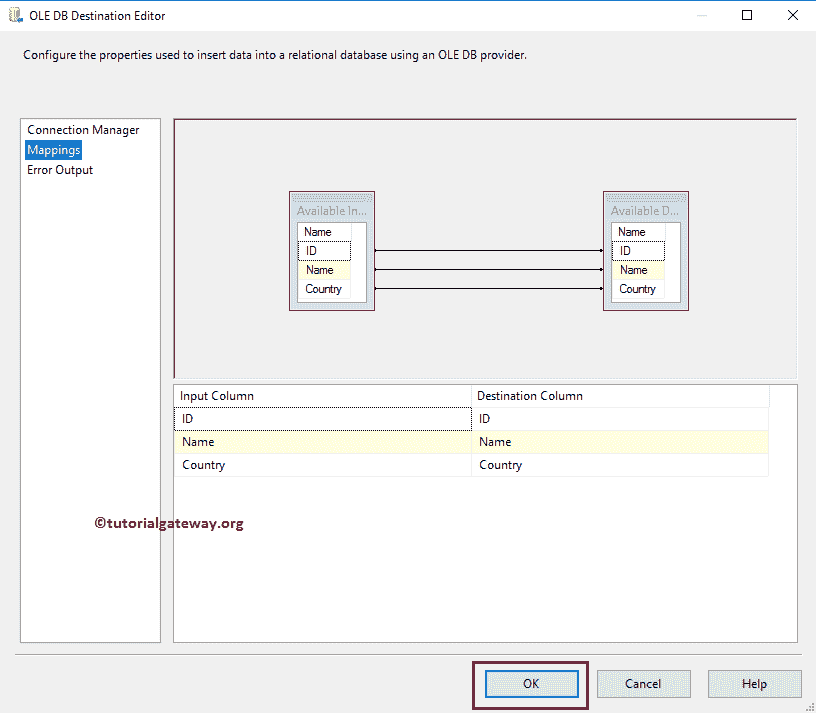 OLE DB Destination Editor
Configure the properties used to insert data into a relational database using an OLE DB provider.
Connection Manager
Mappings
Error Output
Available In...
Name
ID
Name
Country
Available D...
Name
ID
Name
Country
Input Column Destination Column
ID ID
Name Name
Country Country
©tutorialgateway.org
OK Cancel Help